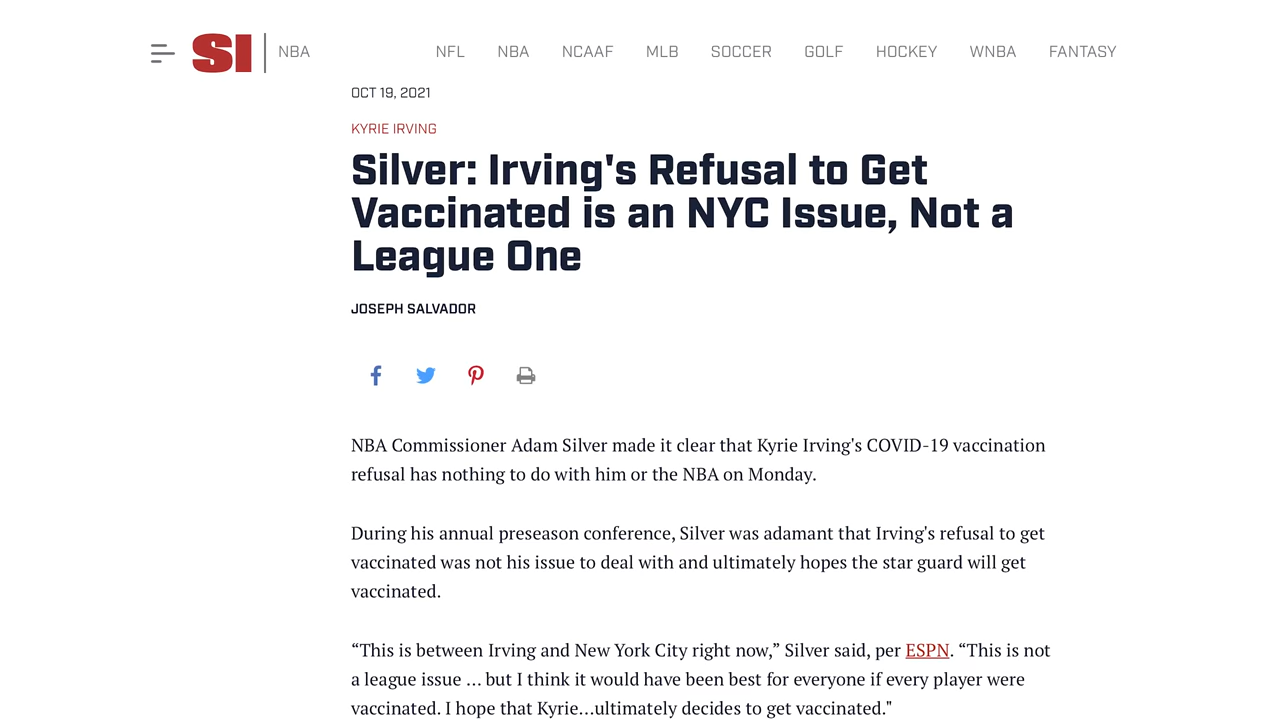 SI NBA NFL NBA NCAAF MLB SOCCER GOLF HOCKEY WNBA FANTASY
OCT 19, 2021
KYRIE IRVING
Silver: Irving's Refusal to Get
Vaccinated is an NYC Issue, Not a
League One
JOSEPH SALVADOR
NBA Commissioner Adam Silver made it clear that Kyrie Irving's COVID-19 vaccination
refusal has nothing to do with him or the NBA on Monday.
During his annual preseason conference, Silver was adamant that Irving's refusal to get
vaccinated was not his issue to deal with and ultimately hopes the star guard will get
vaccinated.
“This is between Irving and New York City right now,” Silver said, per ESPN. “This is not
a league issue … but I think it would have been best for everyone if every player were
vaccinated. I hope that Kyrie…ultimately decides to get vaccinated."